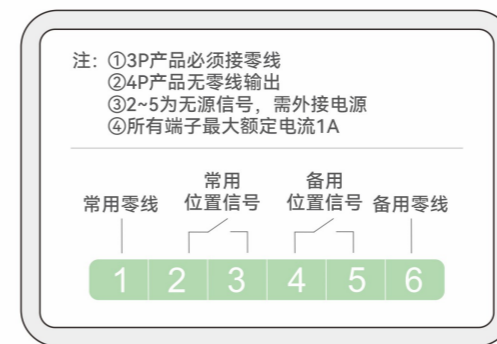 注：①3P产品必须接零线
②4P产品无零线输出
③2~5为无源信号，需外接电源
④所有端子最大额定电流1A
常用 备用
常用零线 位置信号 位置信号 备用零线
1 2 3 4 5 6